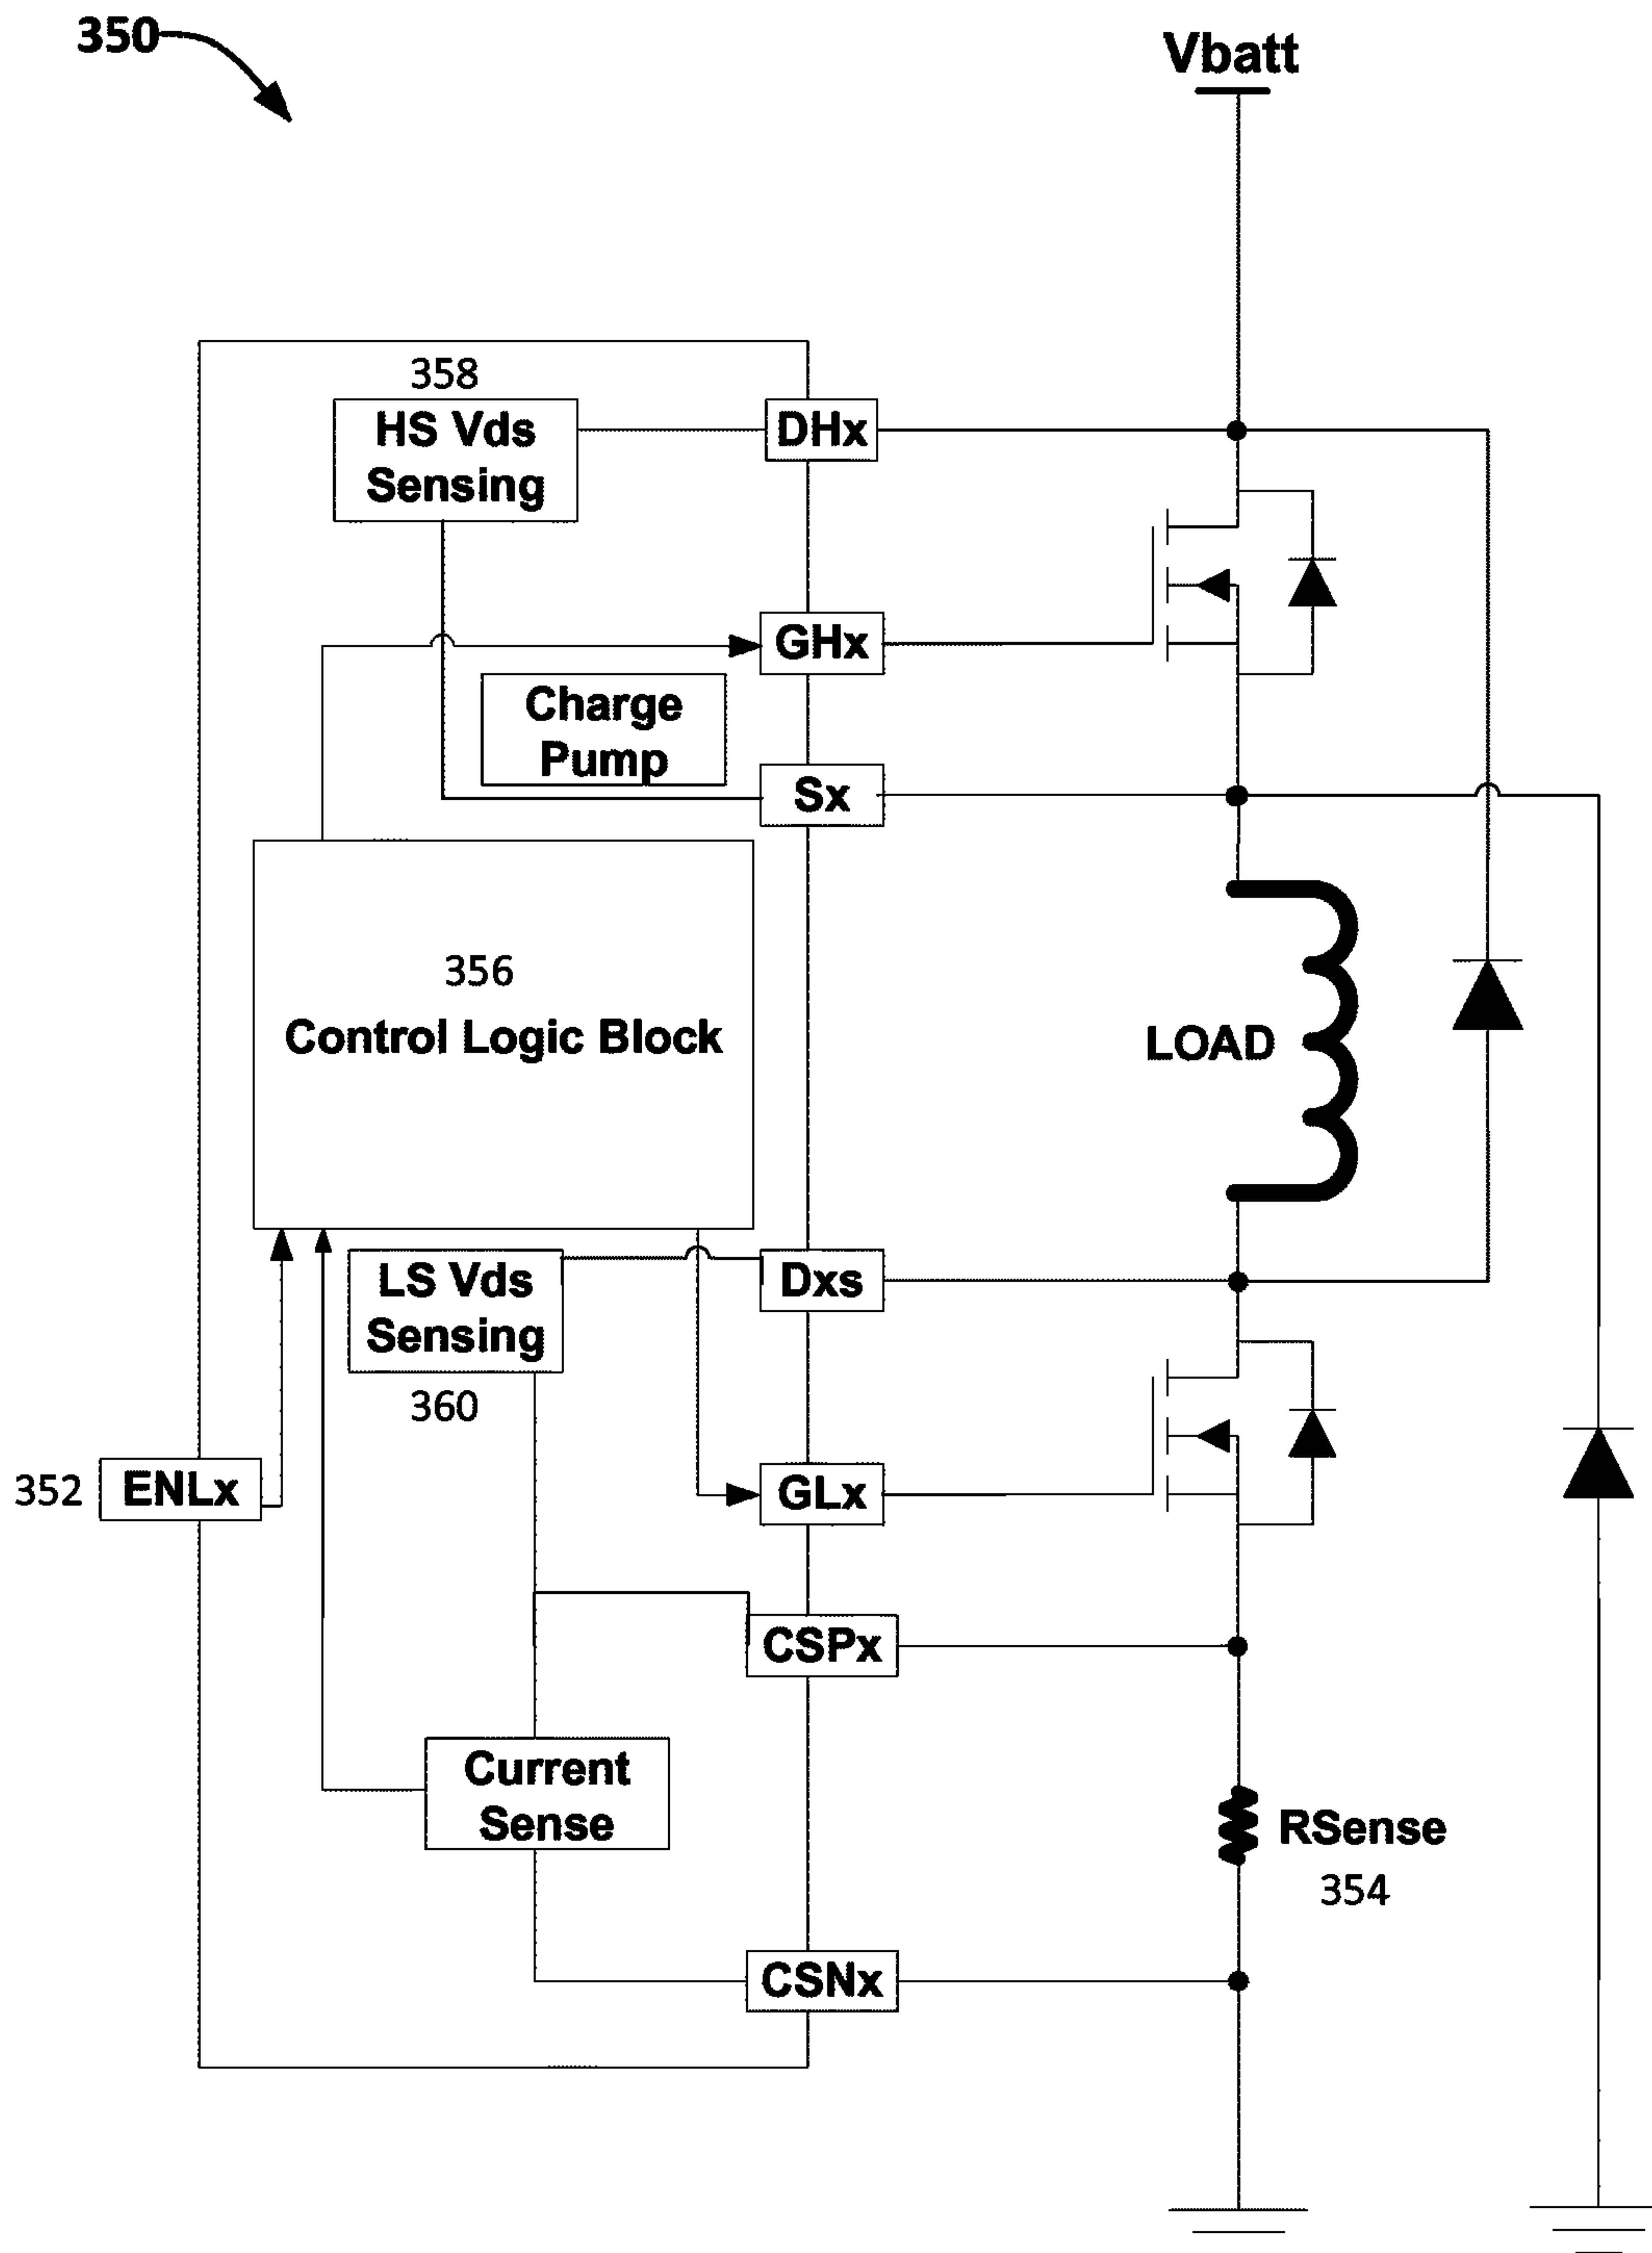 350
Vbatt
358
HS Vds
Sensing
DHx
GHx
Charge
Pump
Sx
356
Control Logic Block
LOAD
LS Vds
Sensing
360
Dxs
352
ENLx
GLx
CSPx
Current
Sense
RSense
354
CSNx